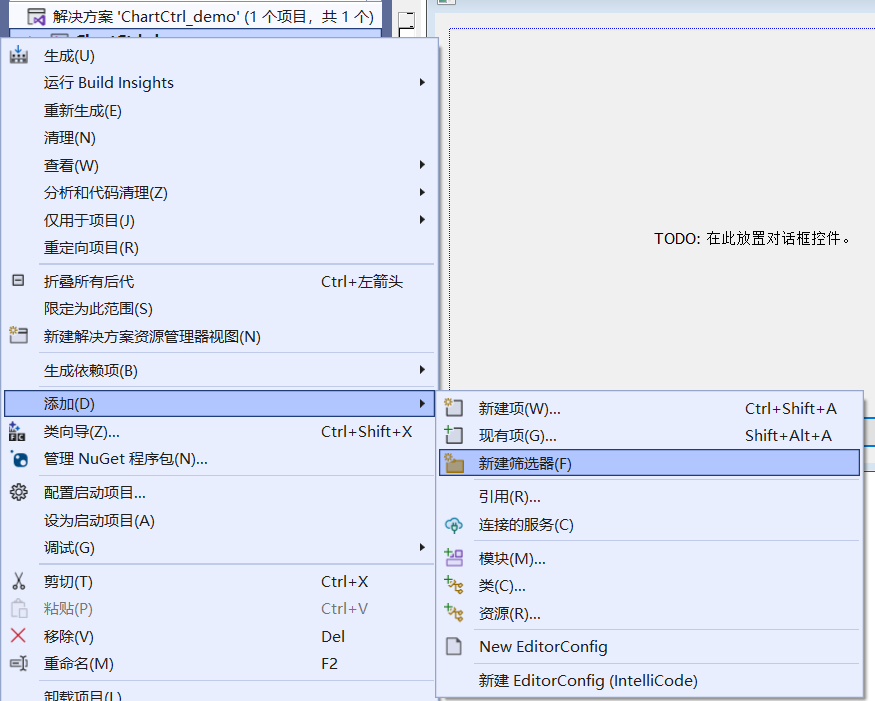 解决方案 'ChartCtrl_demo' (1 个项目，共 1 个)
生成(U)
运行 Build Insights
重新生成(E)
清理(N)
查看(W)
分析和代码清理(Z)
仅用于项目(J)
重定向项目(R)
折叠所有后代 Ctrl+左箭头
限定为此范围(S)
新建解决方案资源管理器视图(N)
生成依赖项(B)
添加(D)
类向导(Z)... Ctrl+Shift+X
管理 NuGet 程序包(N)...
配置启动项目...
设为启动项目(A)
调试(G)
剪切(T) Ctrl+X
粘贴(P) Ctrl+V
移除(V) Del
重命名(M) F2
卸载项目(L)
TODO: 在此放置对话框控件。
新建项(W)... Ctrl+Shift+A
现有项(G)... Shift+Alt+A
新建筛选器(F)
引用(R)...
连接的服务(C)
模块(M)...
类(C)...
资源(R)...
New EditorConfig
新建 EditorConfig (IntelliCode)